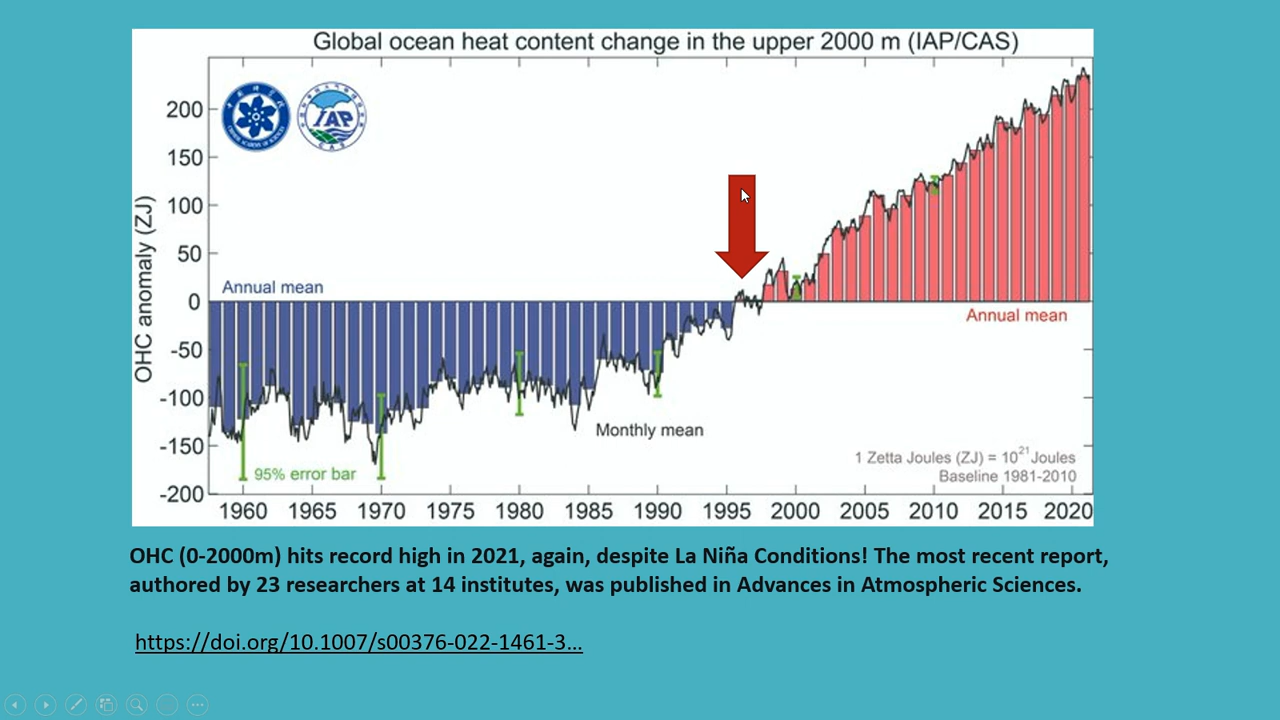 Global ocean heat content change in the upper 2000 m (IAP/CAS)
IAP
CAS
OHC anomaly (ZJ)
200
150
100
50
0
-50
-100
-150
-200
Annual mean
Annual mean
Monthly mean
95% error bar
1 Zetta Joules (ZJ) = 10²¹ Joules
Baseline 1981-2010
1960 1965 1970 1975 1980 1985 1990 1995 2000 2005 2010 2015 2020
OHC (0-2000m) hits record high in 2021, again, despite La Niña Conditions! The most recent report,
authored by 23 researchers at 14 institutes, was published in Advances in Atmospheric Sciences.
https://doi.org/10.1007/s00376-022-1461-3...